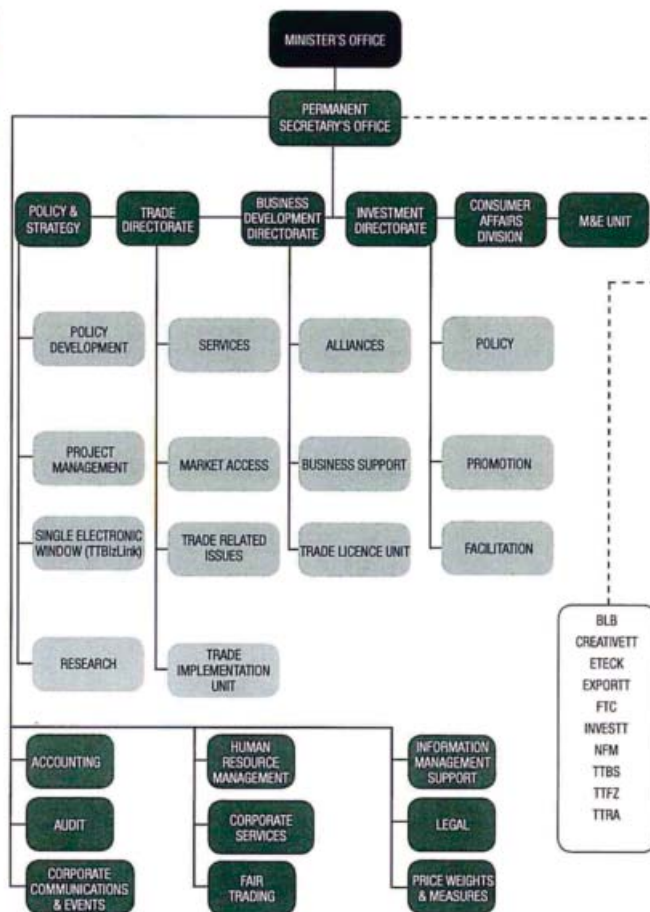 MINISTER'S OFFICE
PERMANENT
SECRETARY'S OFFICE
POLICY &
STRATEGY
TRADE
DIRECTORATE
BUSINESS
DEVELOPMENT
DIRECTORATE
INVESTMENT
DIRECTORATE
CONSUMER
AFFAIRS
DIVISION
M&E UNIT
POLICY
DEVELOPMENT
SERVICES
ALLIANCES
POLICY
PROJECT
MANAGEMENT
MARKET ACCESS
BUSINESS SUPPORT
PROMOTION
SINGLE ELECTRONIC
WINDOW (TTBizLink)
TRADE RELATED
ISSUES
TRADE LICENCE UNIT
FACILITATION
RESEARCH
TRADE
IMPLEMENTATION
UNIT
BLB
CREATIVETT
ETECK
EXPORTT
FTC
INVESTT
NFM
TTBS
TTFZ
TTRA
ACCOUNTING
HUMAN
RESOURCE
MANAGEMENT
INFORMATION
MANAGEMENT
SUPPORT
AUDIT
CORPORATE
SERVICES
LEGAL
CORPORATE
COMMUNICATIONS
& EVENTS
FAIR
TRADING
PRICE WEIGHTS
& MEASURES